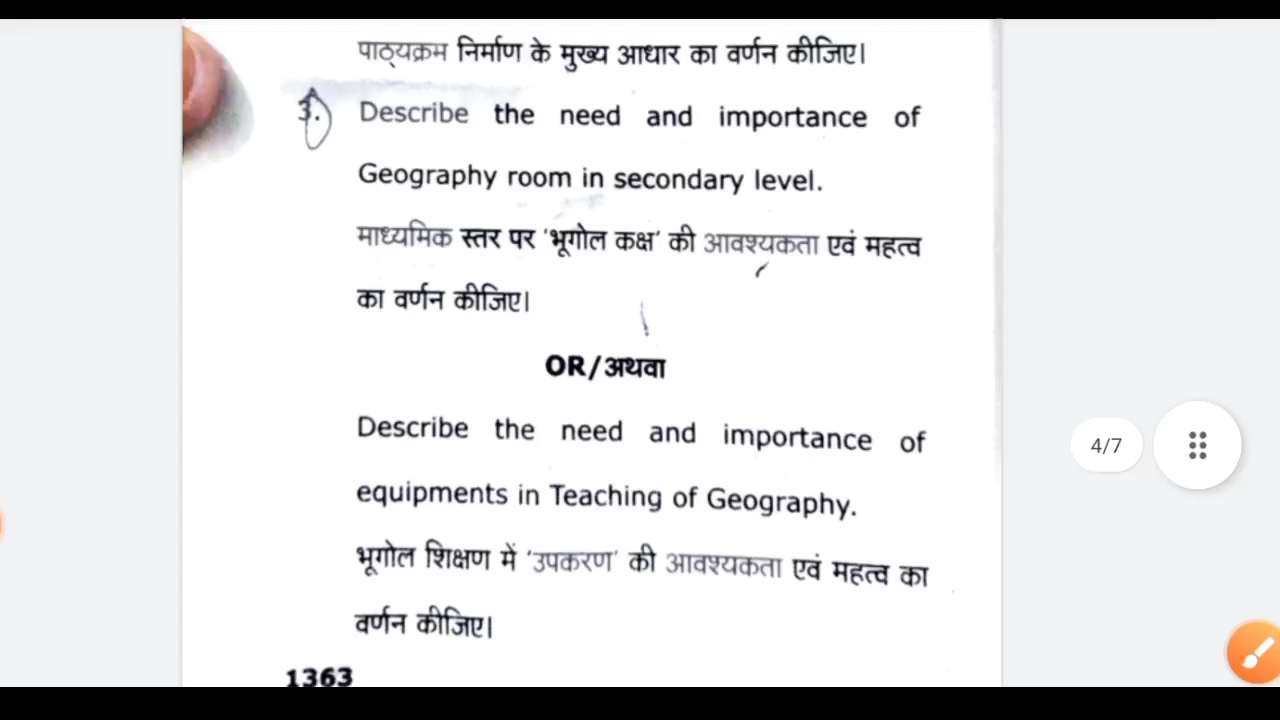 पाठ्यक्रम निर्माण के मुख्य आधार का वर्णन कीजिए।
3. Describe the need and importance of
Geography room in secondary level.
माध्यमिक स्तर पर 'भूगोल कक्ष' की आवश्यकता एवं महत्व
का वर्णन कीजिए।
OR/अथवा
Describe the need and importance of
equipments in Teaching of Geography.
4/7
भूगोल शिक्षण में 'उपकरण' की आवश्यकता एवं महत्व का
वर्णन कीजिए।
1363